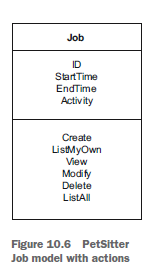 Job
ID
StartTime
EndTime
Activity
Create
ListMyOwn
View
Modify
Delete
ListAll
Figure 10.6 PetSitter
Job model with actions